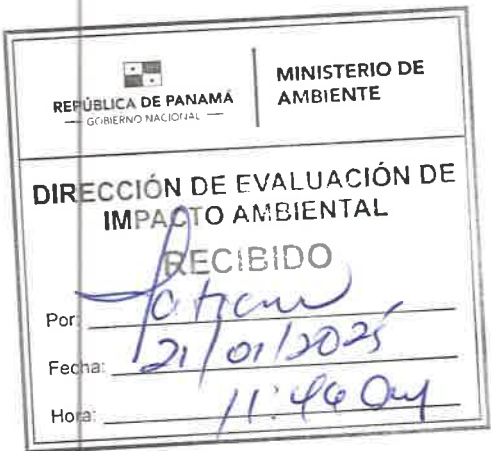 REPÚBLICA DE PANAMÁ
— GOBIERNO NACIONAL —
MINISTERIO DE
AMBIENTE
DIRECCIÓN DE EVALUACIÓN DE
IMPACTO AMBIENTAL
RECIBIDO
Por:
Fecha: 21/01/2025
Hora: 11:46